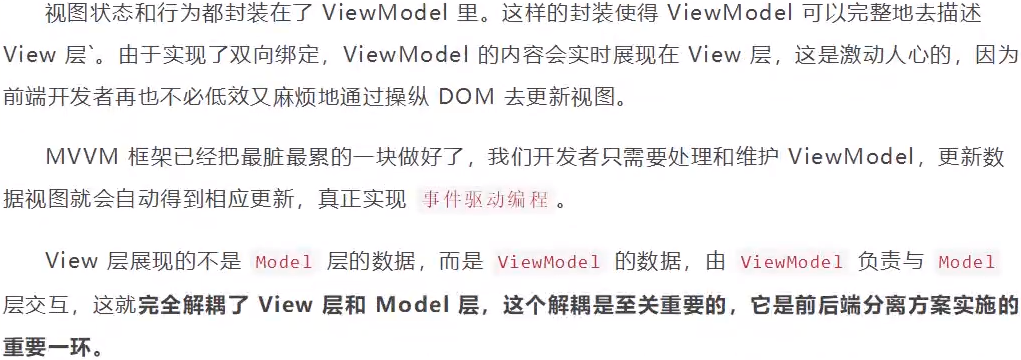 视图状态和行为都封装在了 ViewModel 里。这样的封装使得 ViewModel 可以完整地去描述
View 层`。由于实现了双向绑定，ViewModel 的内容会实时展现在 View 层，这是激动人心的，因为
前端开发者再也不必低效又麻烦地通过操纵 DOM 去更新视图。
MVVM 框架已经把最脏最累的一块做好了，我们开发者只需要处理和维护 ViewModel，更新数
据视图就会自动得到相应更新，真正实现 事件驱动编程 。
View 层展现的不是 Model 层的数据，而是 ViewModel 的数据，由 ViewModel 负责与 Model
层交互，这就完全解耦了 View 层和 Model 层，这个解耦是至关重要的，它是前后端分离方案实施的
重要一环。